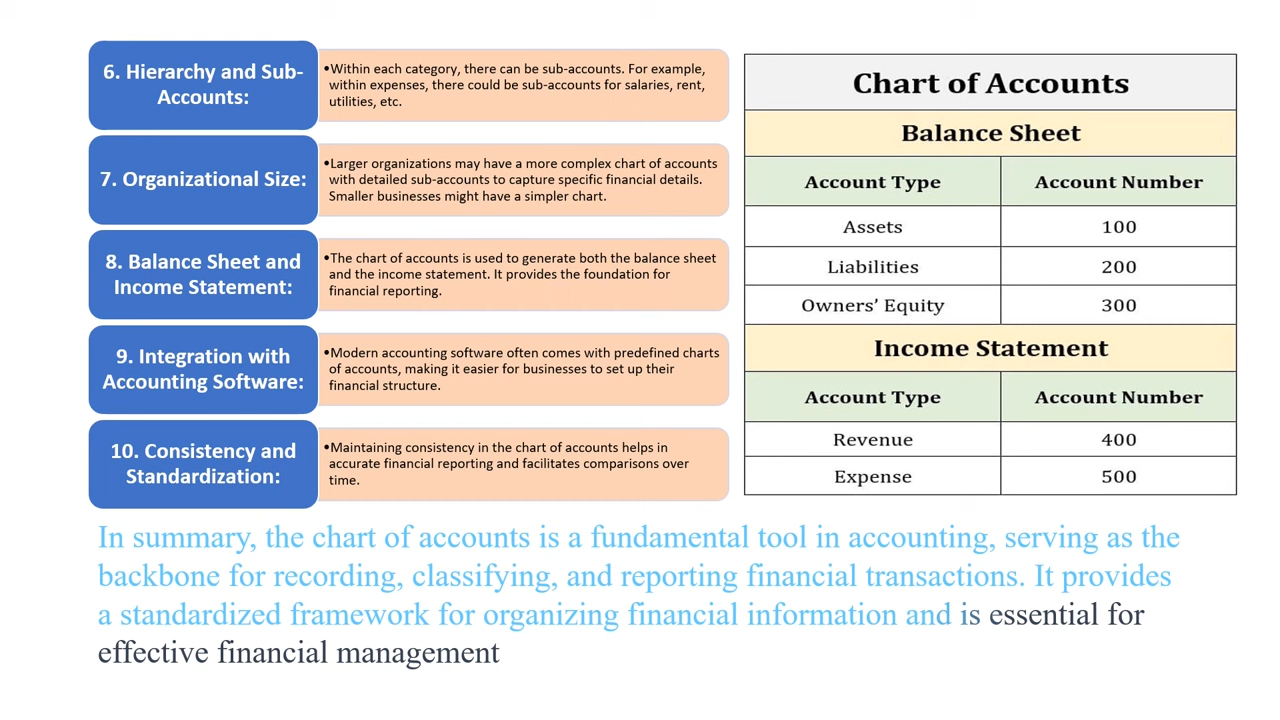 6. Hierarchy and Sub-
Accounts:
•Within each category, there can be sub-accounts. For example,
within expenses, there could be sub-accounts for salaries, rent,
utilities, etc.
7. Organizational Size:
•Larger organizations may have a more complex chart of accounts
with detailed sub-accounts to capture specific financial details.
Smaller businesses might have a simpler chart.
8. Balance Sheet and
Income Statement:
•The chart of accounts is used to generate both the balance sheet
and the income statement. It provides the foundation for
financial reporting.
9. Integration with
Accounting Software:
•Modern accounting software often comes with predefined charts
of accounts, making it easier for businesses to set up their
financial structure.
10. Consistency and
Standardization:
•Maintaining consistency in the chart of accounts helps in
accurate financial reporting and facilitates comparisons over
time.
Chart of Accounts
Balance Sheet
Account Type Account Number
Assets 100
Liabilities 200
Owners’ Equity 300
Income Statement
Account Type Account Number
Revenue 400
Expense 500
In summary, the chart of accounts is a fundamental tool in accounting, serving as the
backbone for recording, classifying, and reporting financial transactions. It provides
a standardized framework for organizing financial information and is essential for
effective financial management